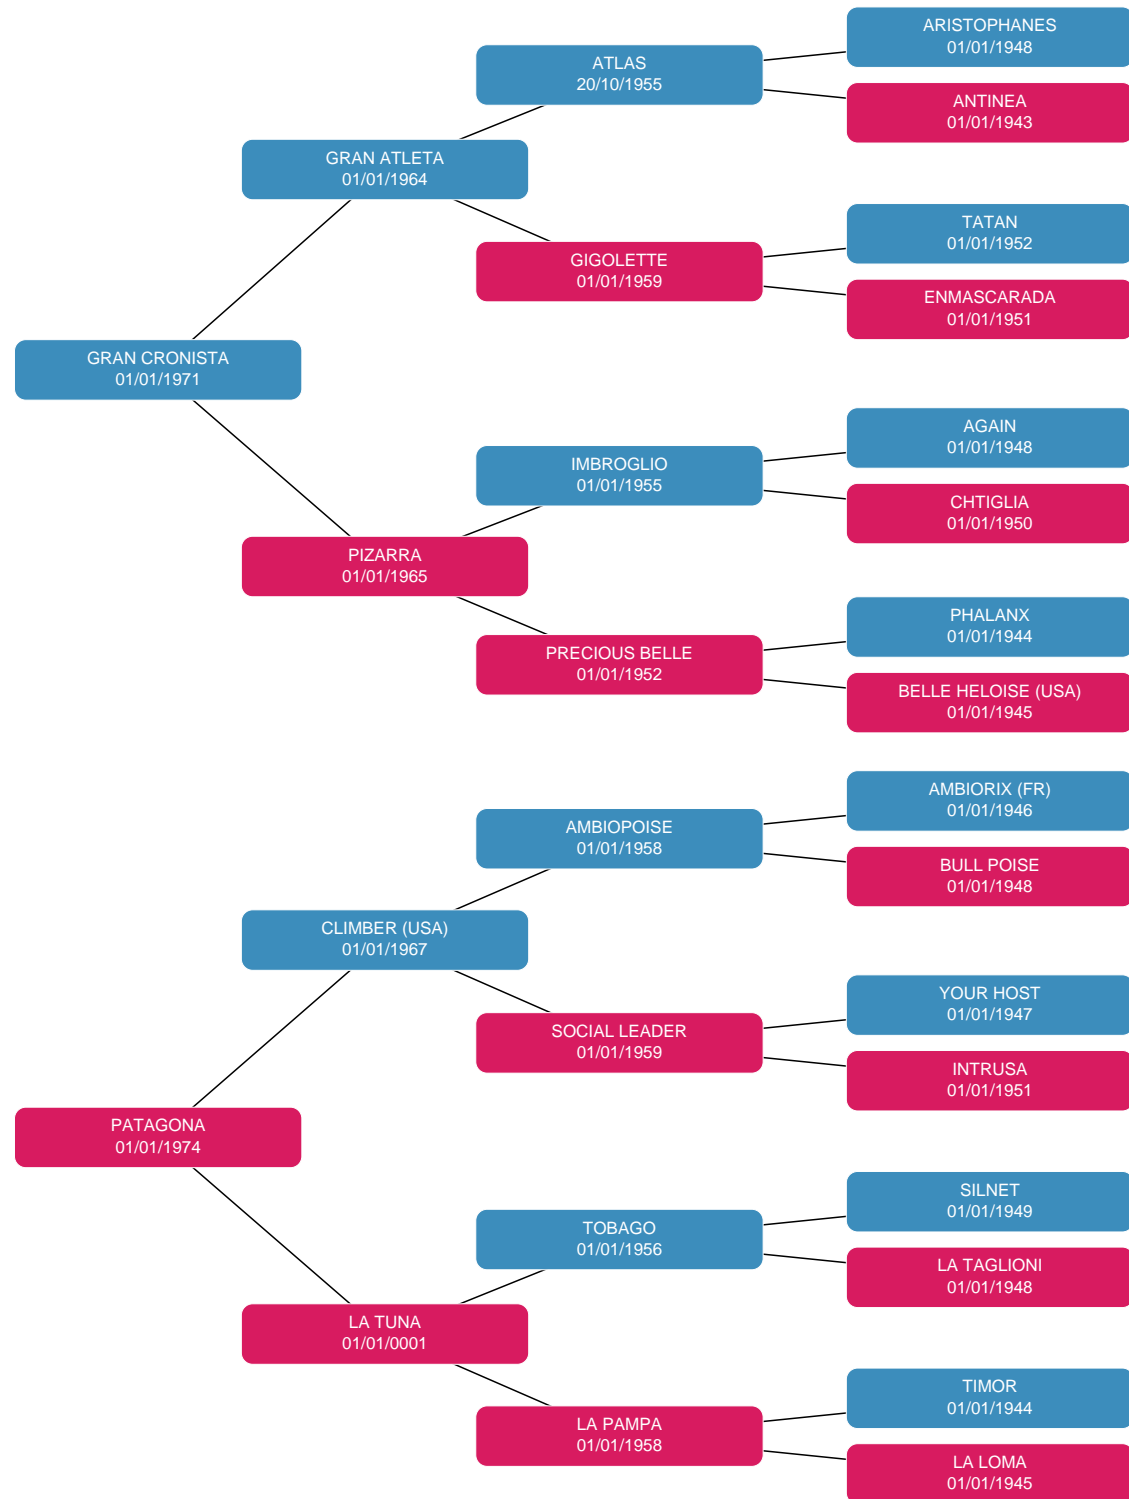 ARISTOPHANES
01/01/1948
ATLAS
20/10/1955
ANTINEA
01/01/1943
GRAN ATLETA
01/01/1964
TATAN
01/01/1952
GIGOLETTE
01/01/1959
ENMASCARADA
01/01/1951
GRAN CRONISTA
01/01/1971
AGAIN
01/01/1948
IMBROGLIO
01/01/1955
CHTIGLIA
01/01/1950
PIZARRA
01/01/1965
PHALANX
01/01/1944
PRECIOUS BELLE
01/01/1952
BELLE HELOISE (USA)
01/01/1945
AMBIORIX (FR)
01/01/1946
AMBIOPOISE
01/01/1958
BULL POISE
01/01/1948
CLIMBER (USA)
01/01/1967
YOUR HOST
01/01/1947
SOCIAL LEADER
01/01/1959
INTRUSA
01/01/1951
PATAGONA
01/01/1974
SILNET
01/01/1949
TOBAGO
01/01/1956
LA TAGLIONI
01/01/1948
LA TUNA
01/01/0001
TIMOR
01/01/1944
LA PAMPA
01/01/1958
LA LOMA
01/01/1945